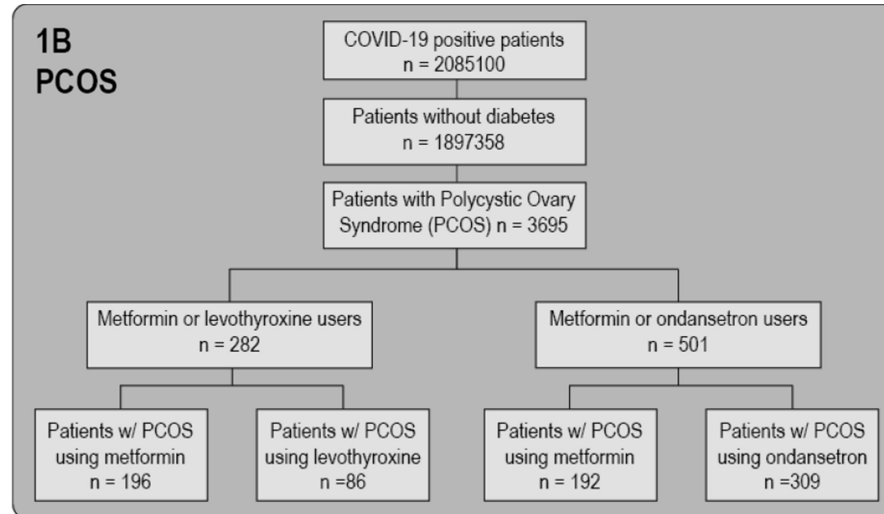 1B
PCOS
COVID-19 positive patients
n = 2085100
Patients without diabetes
n = 1897358
Patients with Polycystic Ovary
Syndrome (PCOS) n = 3695
Metformin or levothyroxine users
n = 282
Metformin or ondansetron users
n = 501
Patients w/ PCOS
using metformin
n = 196
Patients w/ PCOS
using levothyroxine
n =86
Patients w/ PCOS
using metformin
n = 192
Patients w/ PCOS
using ondansetron
n =309